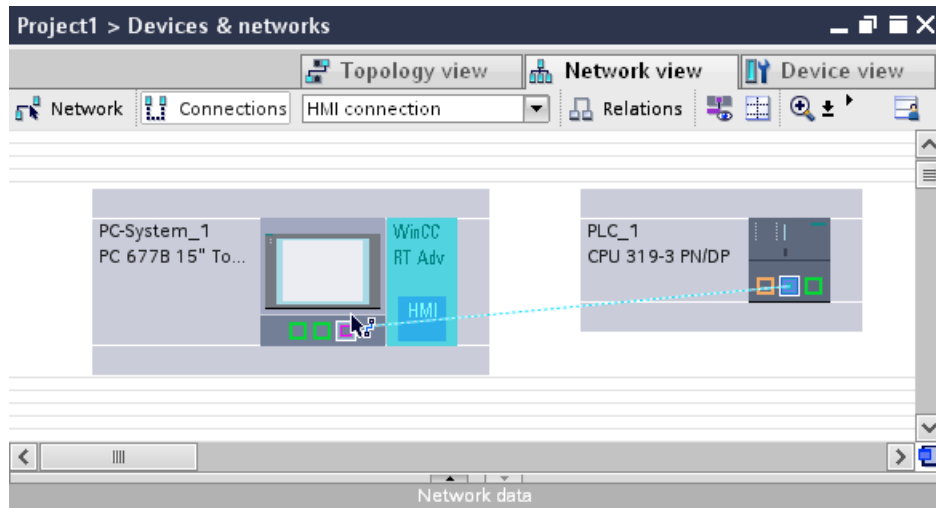 Project1 > Devices & networks
Topology view
Network view
Device view
Network
Connections
HMI connection
Relations
PC-System_1
PC 677B 15" To...
WinCC
RT Adv
HMI
PLC_1
CPU 319-3 PN/DP
Network data